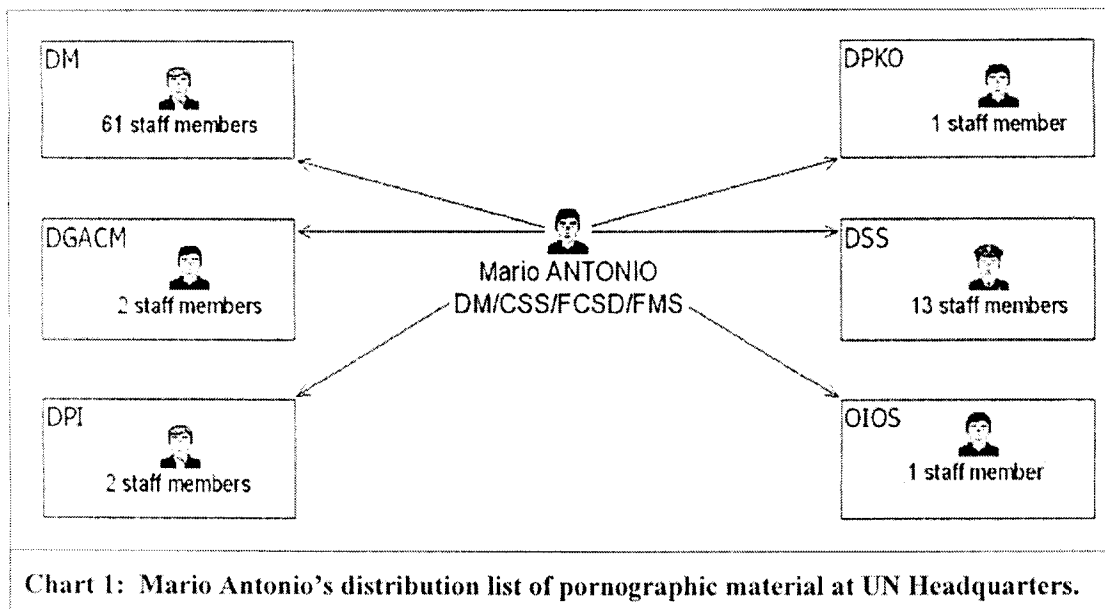 DM
61 staff members
DPKO
1 staff member
DGACM
2 staff members
Mario ANTONIO
DM/CSS/FCSD/FMS
DSS
13 staff members
DPI
2 staff members
OIOS
1 staff member
Chart 1: Mario Antonio's distribution list of pornographic material at UN Headquarters.